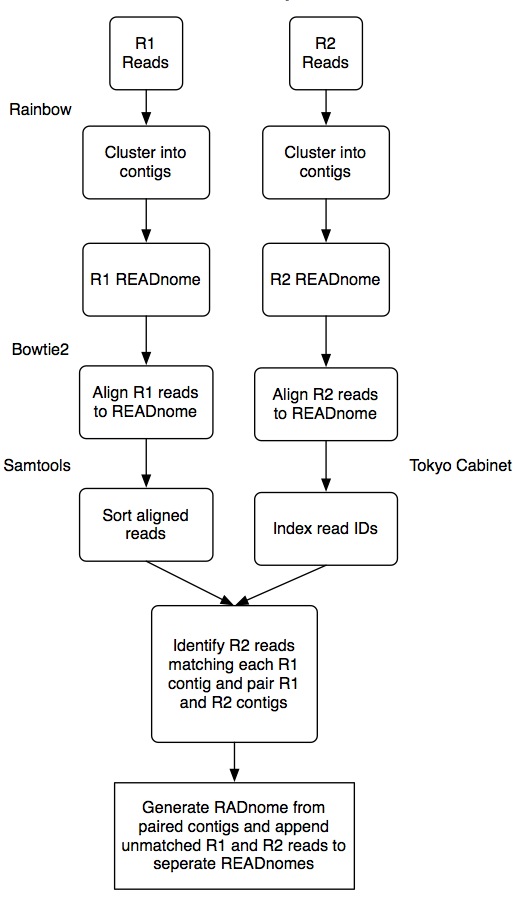 R1
Reads
R2
Reads
Rainbow
Cluster into
contigs
Cluster into
contigs
R1 READnome
R2 READnome
Bowtie2
Align R1 reads
to READnome
Align R2 reads
to READnome
Samtools
Tokyo Cabinet
Sort aligned
reads
Index read IDs
Identify R2 reads
matching each R1
contig and pair R1
and R2 contigs
Generate RADnome from
paired contigs and append
unmatched R1 and R2 reads to
seperate READnomes